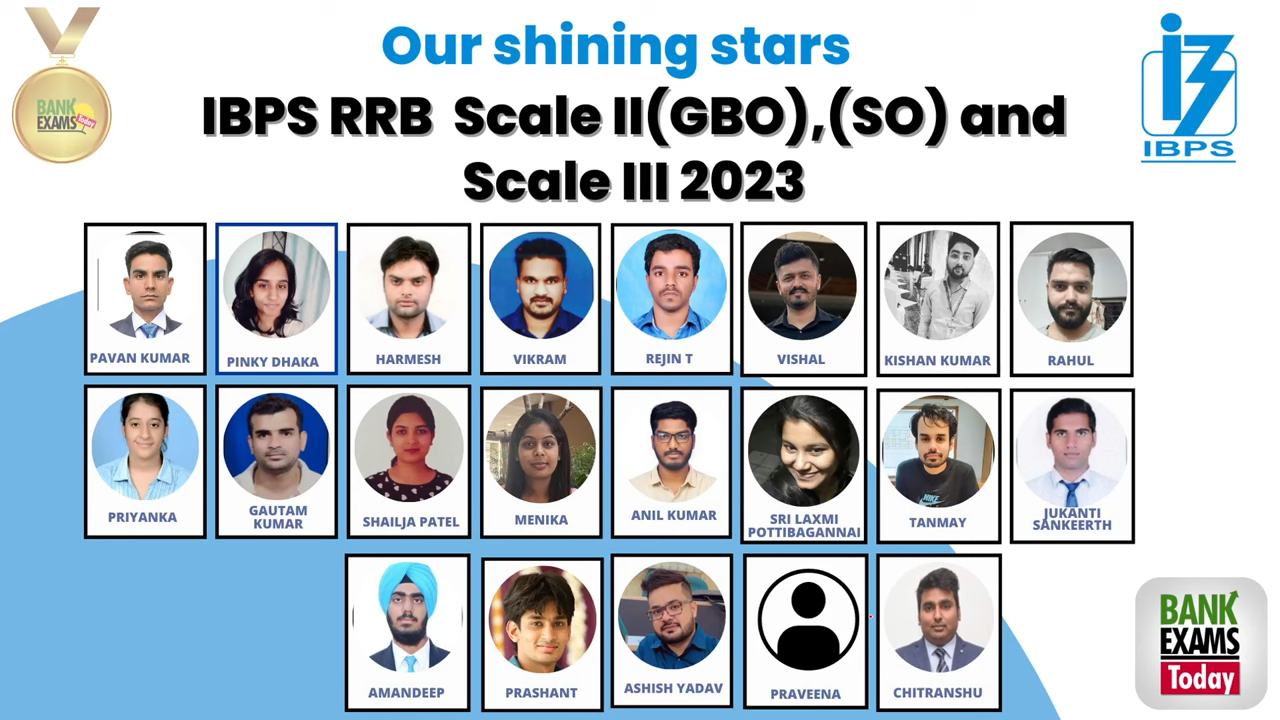 Our shining stars
IBPS RRB Scale II(GBO),(SO) and
Scale III 2023
BANK
EXAMS
Today
IBPS
PAVAN KUMAR
PINKY DHAKA
HARMESH
VIKRAM
REJIN T
VISHAL
KISHAN KUMAR
RAHUL
PRIYANKA
GAUTAM
KUMAR
SHAILJA PATEL
MENIKA
ANIL KUMAR
SRI LAXMI
POTTIBAGANNAI
TANMAY
NIKE
JUKANTI
SANKEERTH
AMANDEEP
PRASHANT
ASHISH YADAV
PRAVEENA
CHITRANSHU
BANK
EXAMS
Today